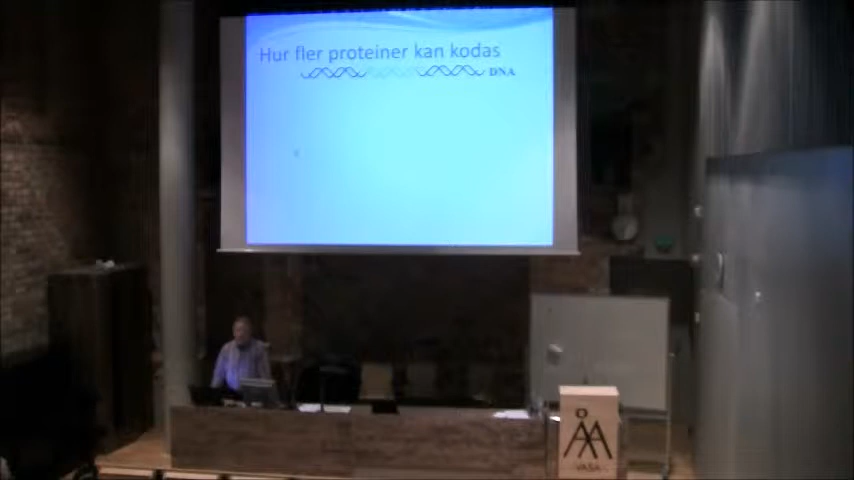 Hur fler proteiner kan kodas
DNA
ÅA
VASA